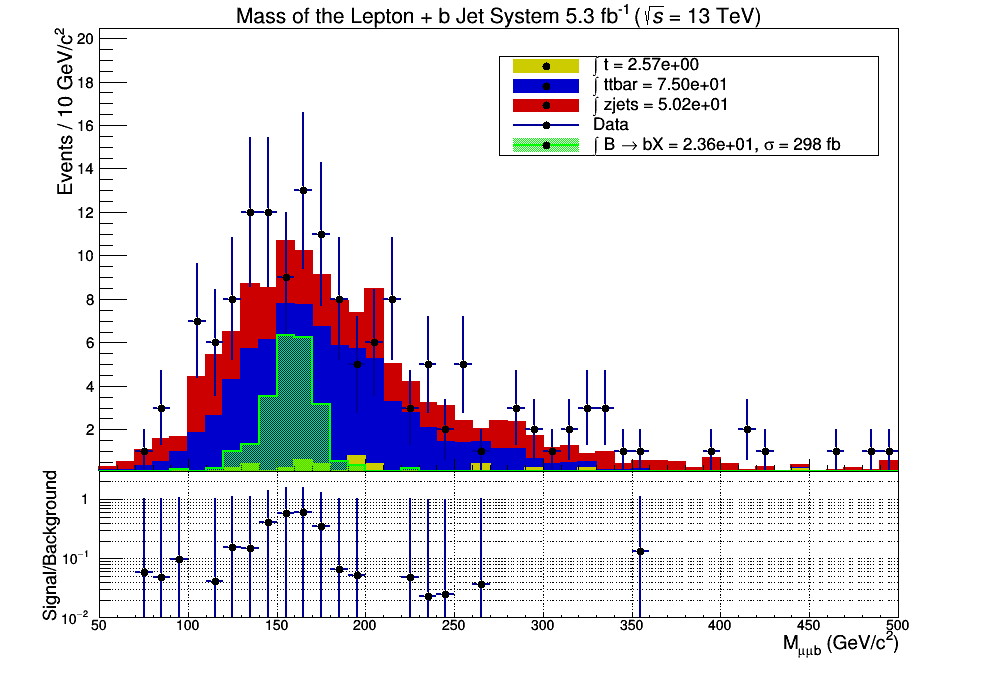 Mass of the Lepton + b Jet System 5.3 fb⁻¹ (√s = 13 TeV)
Events / 10 GeV/c²
20
18
16
14
12
10
8
6
4
2
∫ t = 2.57e+00
∫ ttbar = 7.50e+01
∫ zjets = 5.02e+01
Data
∫ B → bX = 2.36e+01, σ = 298 fb
Signal/Background
1
10⁻¹
10⁻²
50 100 150 200 250 300 350 400 450 500
M_μμb (GeV/c²)